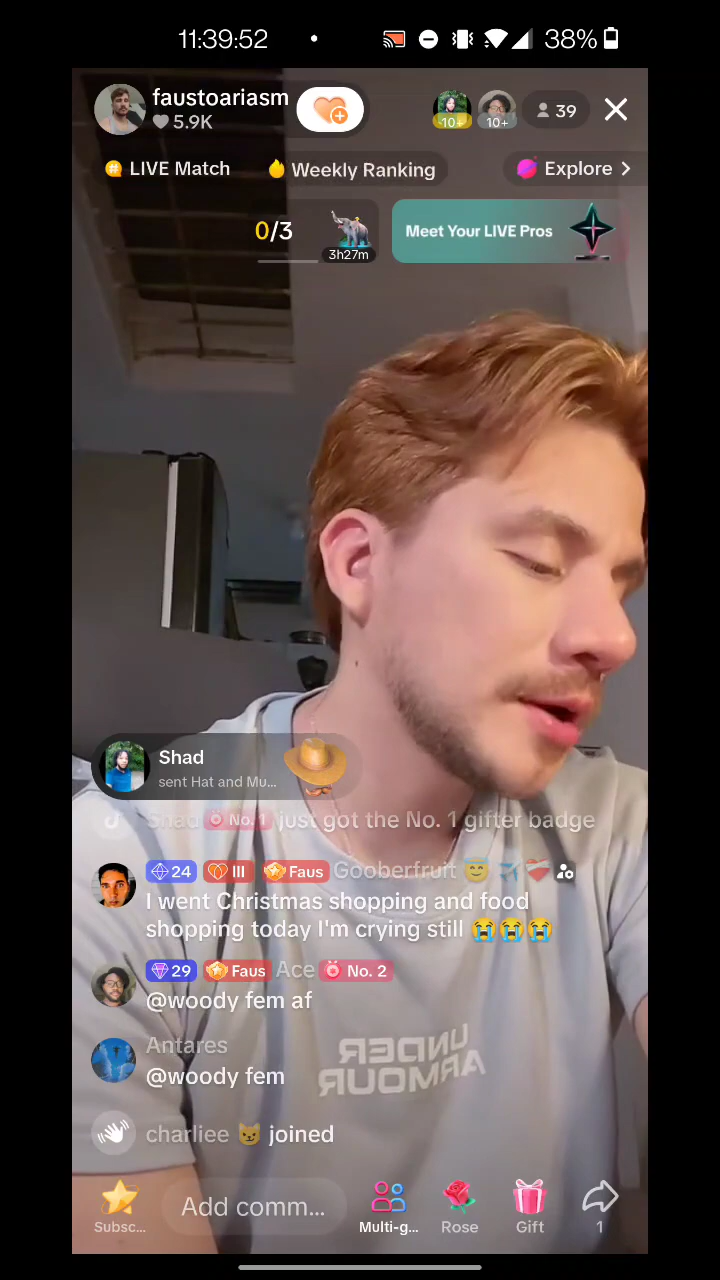 11:39:52
38%
faustoariasm
5.9K
10+
10+
39
LIVE Match
Weekly Ranking
Explore
0/3
3h27m
Meet Your LIVE Pros
Shad
sent Hat and Mu...
Shad No. 1 just got the No. 1 gifter badge
24 III Faus Gooberfruit 😇 ✈️❤️‍🩹
I went Christmas shopping and food
shopping today I'm crying still 😭😭😭
29 Faus Ace No. 2
@woody fem af
Antares
@woody fem
UNDER
ARMOUR
charliee 😼 joined
Subsc...
Add comm...
Multi-g...
Rose
Gift
1